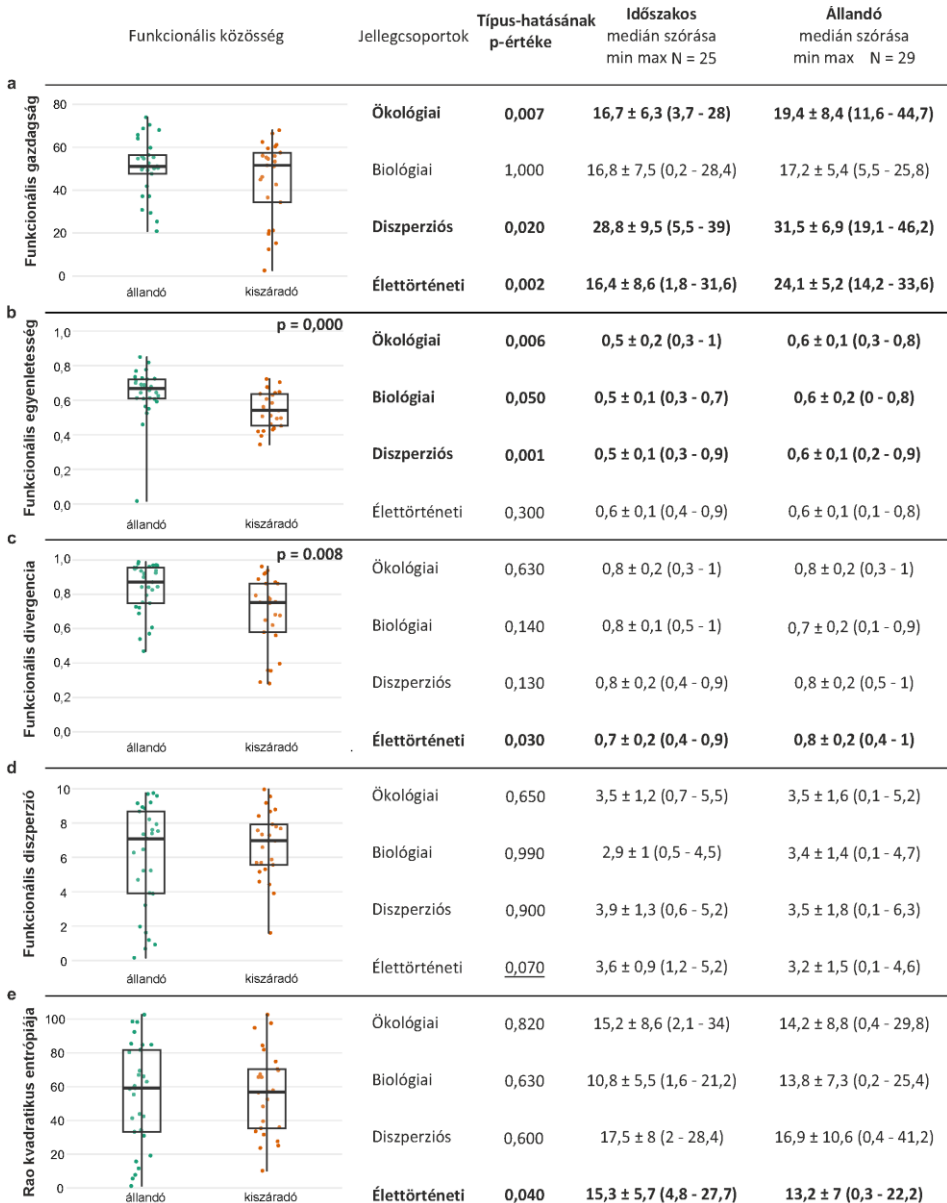 Funkcionális közösség
Jellegcsoportok
Típus-hatásának
p-értéke
Időszakos
medián szórása
min max N = 25
Állandó
medián szórása
min max N = 29
a
Funkcionális gazdagság
80
60
40
20
0
állandó
kiszáradó
Ökológiai 0,007 16,7 ± 6,3 (3,7 - 28) 19,4 ± 8,4 (11,6 - 44,7)
Biológiai 1,000 16,8 ± 7,5 (0,2 - 28,4) 17,2 ± 5,4 (5,5 - 25,8)
Diszperziós 0,020 28,8 ± 9,5 (5,5 - 39) 31,5 ± 6,9 (19,1 - 46,2)
Élettörténeti 0,002 16,4 ± 8,6 (1,8 - 31,6) 24,1 ± 5,2 (14,2 - 33,6)
b
Funkcionális egyenletesség
p = 0,000
1,0
0,8
0,6
0,4
0,2
0,0
állandó
kiszáradó
Ökológiai 0,006 0,5 ± 0,2 (0,3 - 1) 0,6 ± 0,1 (0,3 - 0,8)
Biológiai 0,050 0,5 ± 0,1 (0,3 - 0,7) 0,6 ± 0,2 (0 - 0,8)
Diszperziós 0,001 0,5 ± 0,1 (0,3 - 0,9) 0,6 ± 0,1 (0,2 - 0,9)
Élettörténeti 0,300 0,6 ± 0,1 (0,4 - 0,9) 0,6 ± 0,1 (0,1 - 0,8)
c
Funkcionális divergencia
p = 0.008
1,0
0,8
0,6
0,4
0,2
0,0
állandó
kiszáradó
Ökológiai 0,630 0,8 ± 0,2 (0,3 - 1) 0,8 ± 0,2 (0,3 - 1)
Biológiai 0,140 0,8 ± 0,1 (0,5 - 1) 0,7 ± 0,2 (0,1 - 0,9)
Diszperziós 0,130 0,8 ± 0,2 (0,4 - 0,9) 0,8 ± 0,2 (0,5 - 1)
Élettörténeti 0,030 0,7 ± 0,2 (0,4 - 0,9) 0,8 ± 0,2 (0,4 - 1)
d
Funkcionális diszperzió
10
8
6
4
2
0
állandó
kiszáradó
Ökológiai 0,650 3,5 ± 1,2 (0,7 - 5,5) 3,5 ± 1,6 (0,1 - 5,2)
Biológiai 0,990 2,9 ± 1 (0,5 - 4,5) 3,4 ± 1,4 (0,1 - 4,7)
Diszperziós 0,900 3,9 ± 1,3 (0,6 - 5,2) 3,5 ± 1,8 (0,1 - 6,3)
Élettörténeti 0,070 3,6 ± 0,9 (1,2 - 5,2) 3,2 ± 1,5 (0,1 - 4,6)
e
Rao kvadratikus entrópiája
100
80
60
40
20
0
állandó
kiszáradó
Ökológiai 0,820 15,2 ± 8,6 (2,1 - 34) 14,2 ± 8,8 (0,4 - 29,8)
Biológiai 0,630 10,8 ± 5,5 (1,6 - 21,2) 13,8 ± 7,3 (0,2 - 25,4)
Diszperziós 0,600 17,5 ± 8 (2 - 28,4) 16,9 ± 10,6 (0,4 - 41,2)
Élettörténeti 0,040 15,3 ± 5,7 (4,8 - 27,7) 13,2 ± 7 (0,3 - 22,2)